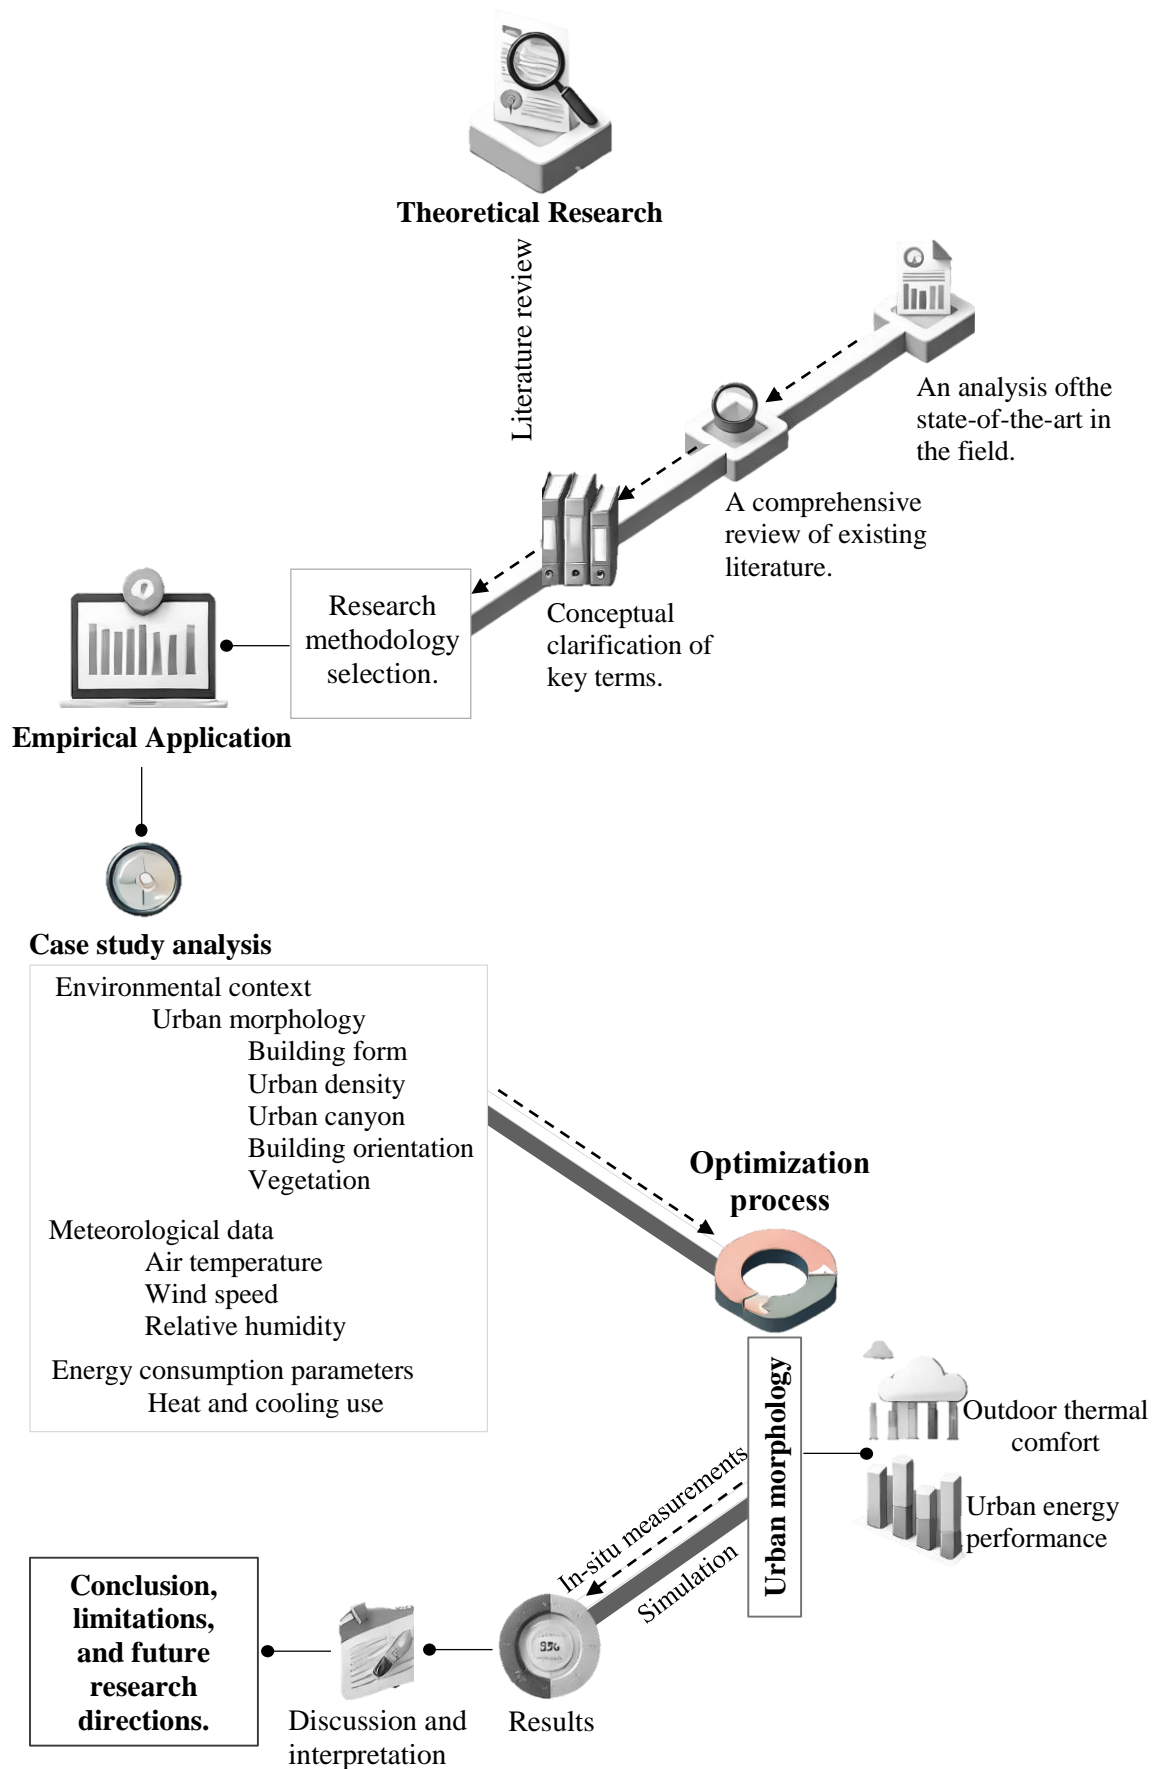 Theoretical Research
Literature review
An analysis ofthe
state-of-the-art in
the field.
A comprehensive
review of existing
literature.
Conceptual
clarification of
key terms.
Research
methodology
selection.
Empirical Application
Case study analysis
Environmental context
Urban morphology
Building form
Urban density
Urban canyon
Building orientation
Vegetation
Meteorological data
Air temperature
Wind speed
Relative humidity
Energy consumption parameters
Heat and cooling use
Optimization
process
Urban morphology
Outdoor thermal
comfort
Urban energy
performance
In-situ measurements
Simulation
Results
Discussion and
interpretation
Conclusion,
limitations,
and future
research
directions.